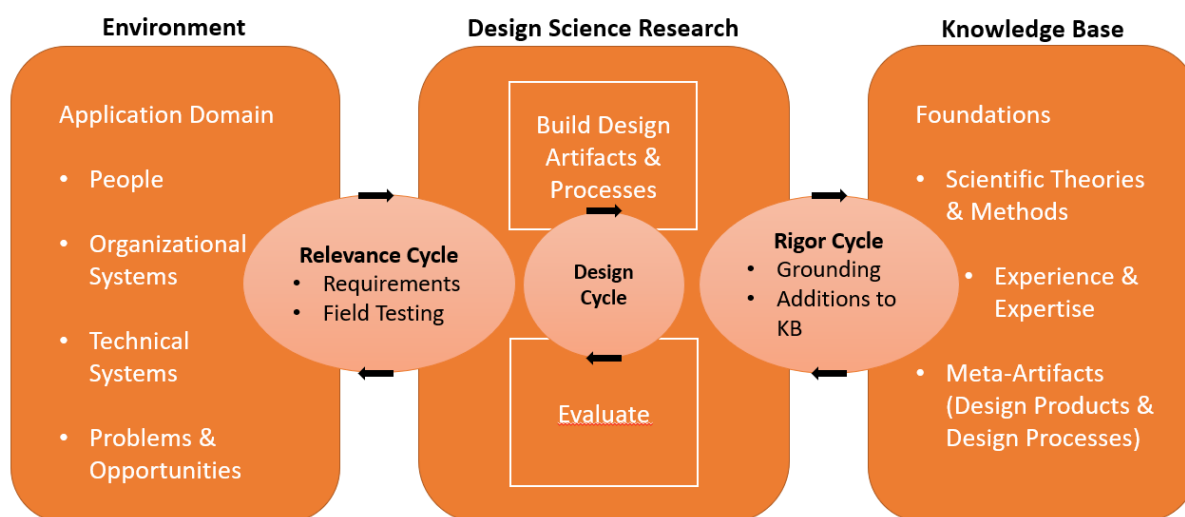 Environment
Design Science Research
Knowledge Base
Application Domain
• People
• Organizational
Systems
• Technical
Systems
• Problems &
Opportunities
Relevance Cycle
• Requirements
• Field Testing
Build Design
Artifacts &
Processes
Design
Cycle
Evaluate
Rigor Cycle
• Grounding
• Additions to
KB
Foundations
• Scientific Theories
& Methods
• Experience &
Expertise
• Meta-Artifacts
(Design Products &
Design Processes)